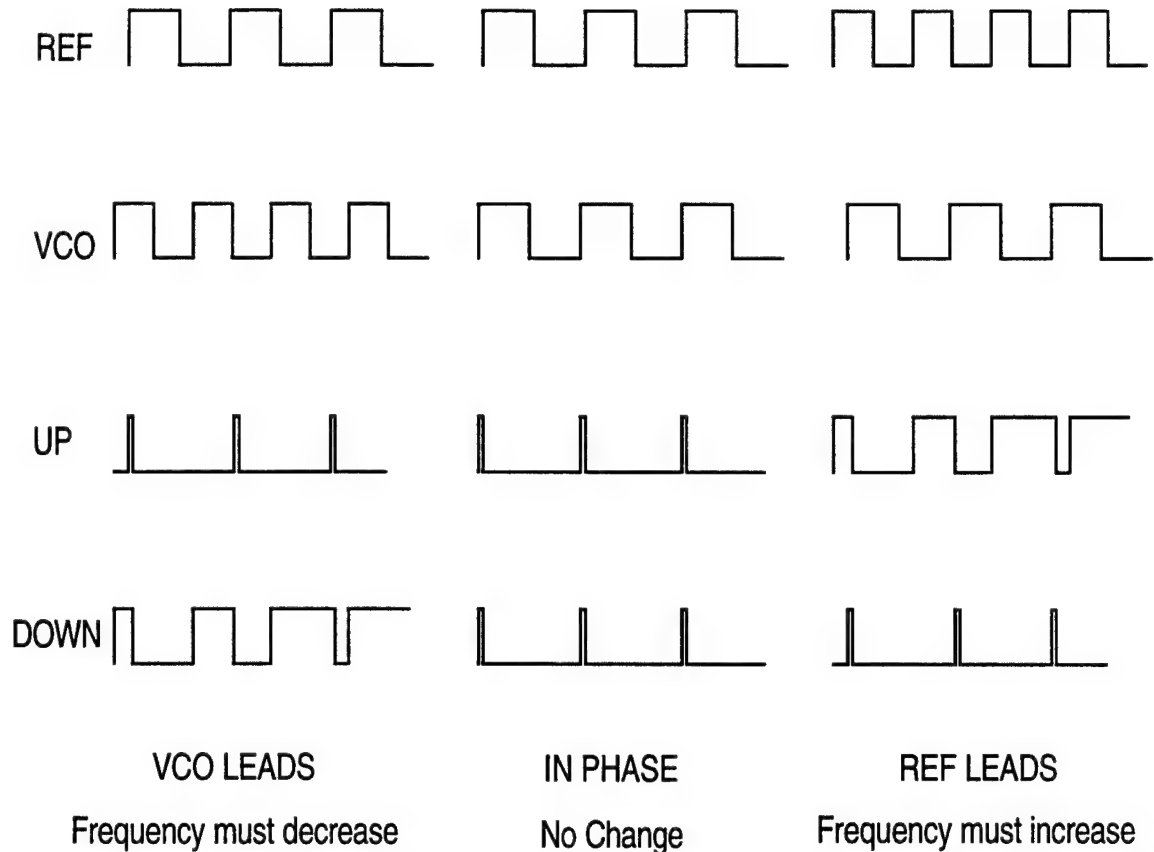 REF
VCO
UP
DOWN
VCO LEADS
IN PHASE
REF LEADS
Frequency must decrease
No Change
Frequency must increase